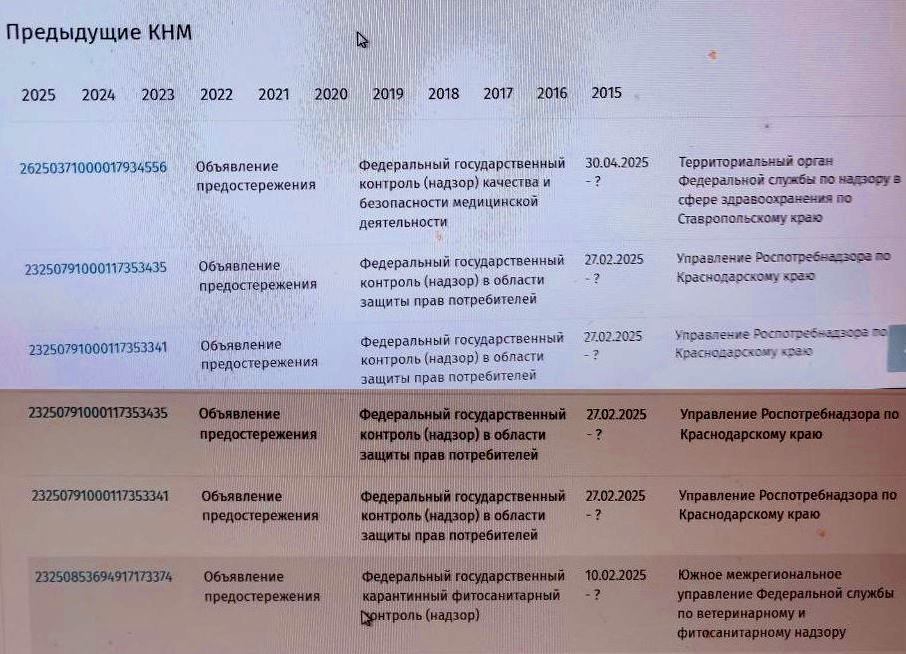 Предыдущие КНМ
2025 2024 2023 2022 2021 2020 2019 2018 2017 2016 2015
26250371000017934556 Объявление Федеральный государственный 30.04.2025 Территориальный орган
предостережения контроль (надзор) качества и - ? Федеральной службы по надзору в
безопасности медицинской сфере здравоохранения по
деятельности Ставропольскому краю
23250791000117353435 Объявление Федеральный государственный 27.02.2025 Управление Роспотребнадзора по
предостережения контроль (надзор) в области - ? Краснодарскому краю
защиты прав потребителей
23250791000117353341 Объявление Федеральный государственный 27.02.2025 Управление Роспотребнадзора по
предостережения контроль (надзор) в области - ? Краснодарскому краю
защиты прав потребителей
23250791000117353435 Объявление Федеральный государственный 27.02.2025 Управление Роспотребнадзора по
предостережения контроль (надзор) в области - ? Краснодарскому краю
защиты прав потребителей
23250791000117353341 Объявление Федеральный государственный 27.02.2025 Управление Роспотребнадзора по
предостережения контроль (надзор) в области - ? Краснодарскому краю
защиты прав потребителей
23250853694917173374 Объявление Федеральный государственный 10.02.2025 Южное межрегиональное
предостережения карантинный фитосанитарный - ? управление Федеральной службы
контроль (надзор) по ветеринарному и
фитосанитарному надзору